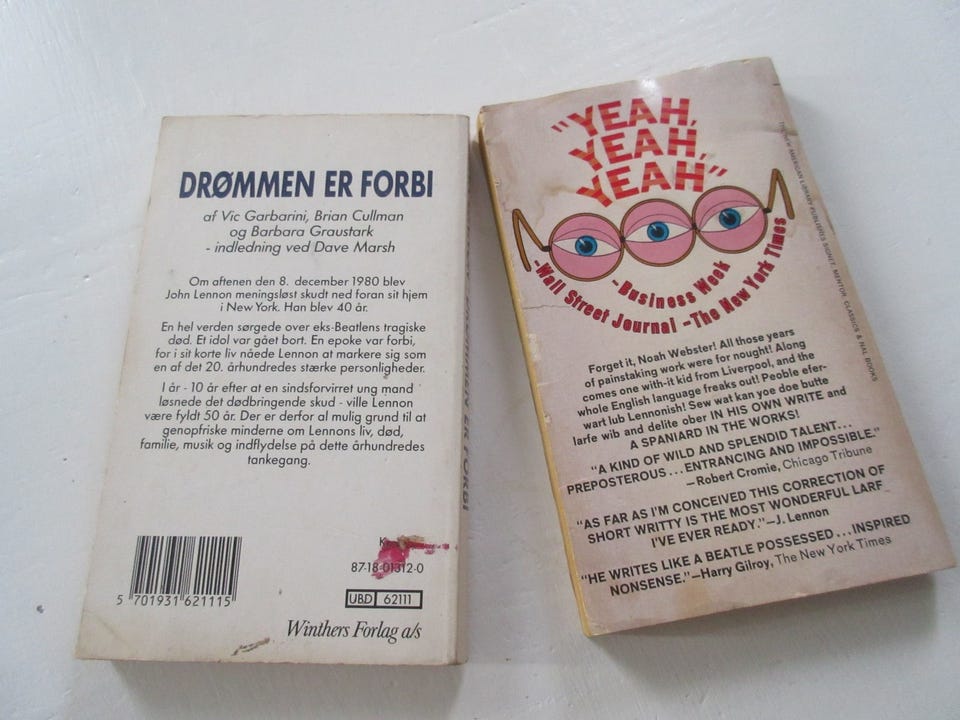 DRØMMEN ER FORBI
af Vic Garbarini, Brian Cullman
og Barbara Graustark
- indledning ved Dave Marsh
Om aftenen den 8. december 1980 blev
John Lennon meningsløst skudt ned foran sit hjem
i New York. Han blev 40 år.
En hel verden sørgede over eks-Beatlens tragiske
død. Et idol var gået bort. En epoke var forbi,
for i sit korte liv nåede Lennon at markere sig som
en af det 20. århundredes stærke personligheder.
I år - 10 år efter at en sindsforvirret ung mand
løsnede det dødbringende skud - ville Lennon
være fyldt 50 år. Der er derfor al mulig grund til at
genopfriske minderne om Lennons liv, død,
familie, musik og indflydelse på dette århundredes
tankegang.
87-18-01312-0
5 701931 621115
UBD 62111
Winthers Forlag a/s
ER FORBI
"YEAH,
YEAH,
YEAH"
-Wall Street Journal
-Business Week
-The New York Times
Forget it, Noah Webster! All those years
of painstaking work were for nought! Along
comes one with-it kid from Liverpool, and the
whole English language freaks out! Peoble efer-
wart lub Lennonish! Sew wat kan yoe doe butte
larfe wib and delite ober IN HIS OWN WRITE and
A SPANIARD IN THE WORKS!
"A KIND OF WILD AND SPLENDID TALENT...
PREPOSTEROUS...ENTRANCING AND IMPOSSIBLE."
—Robert Cromie, Chicago Tribune
"AS FAR AS I'M CONCEIVED THIS CORRECTION OF
SHORT WRITTY IS THE MOST WONDERFUL LARF
I'VE EVER READY."—J. Lennon
"HE WRITES LIKE A BEATLE POSSESSED...INSPIRED
NONSENSE."—Harry Gilroy, The New York Times
AMERICAN LIBRARY PUBLISHES SIGNET, MENTOR, CLASSICS & NAL BOOKS